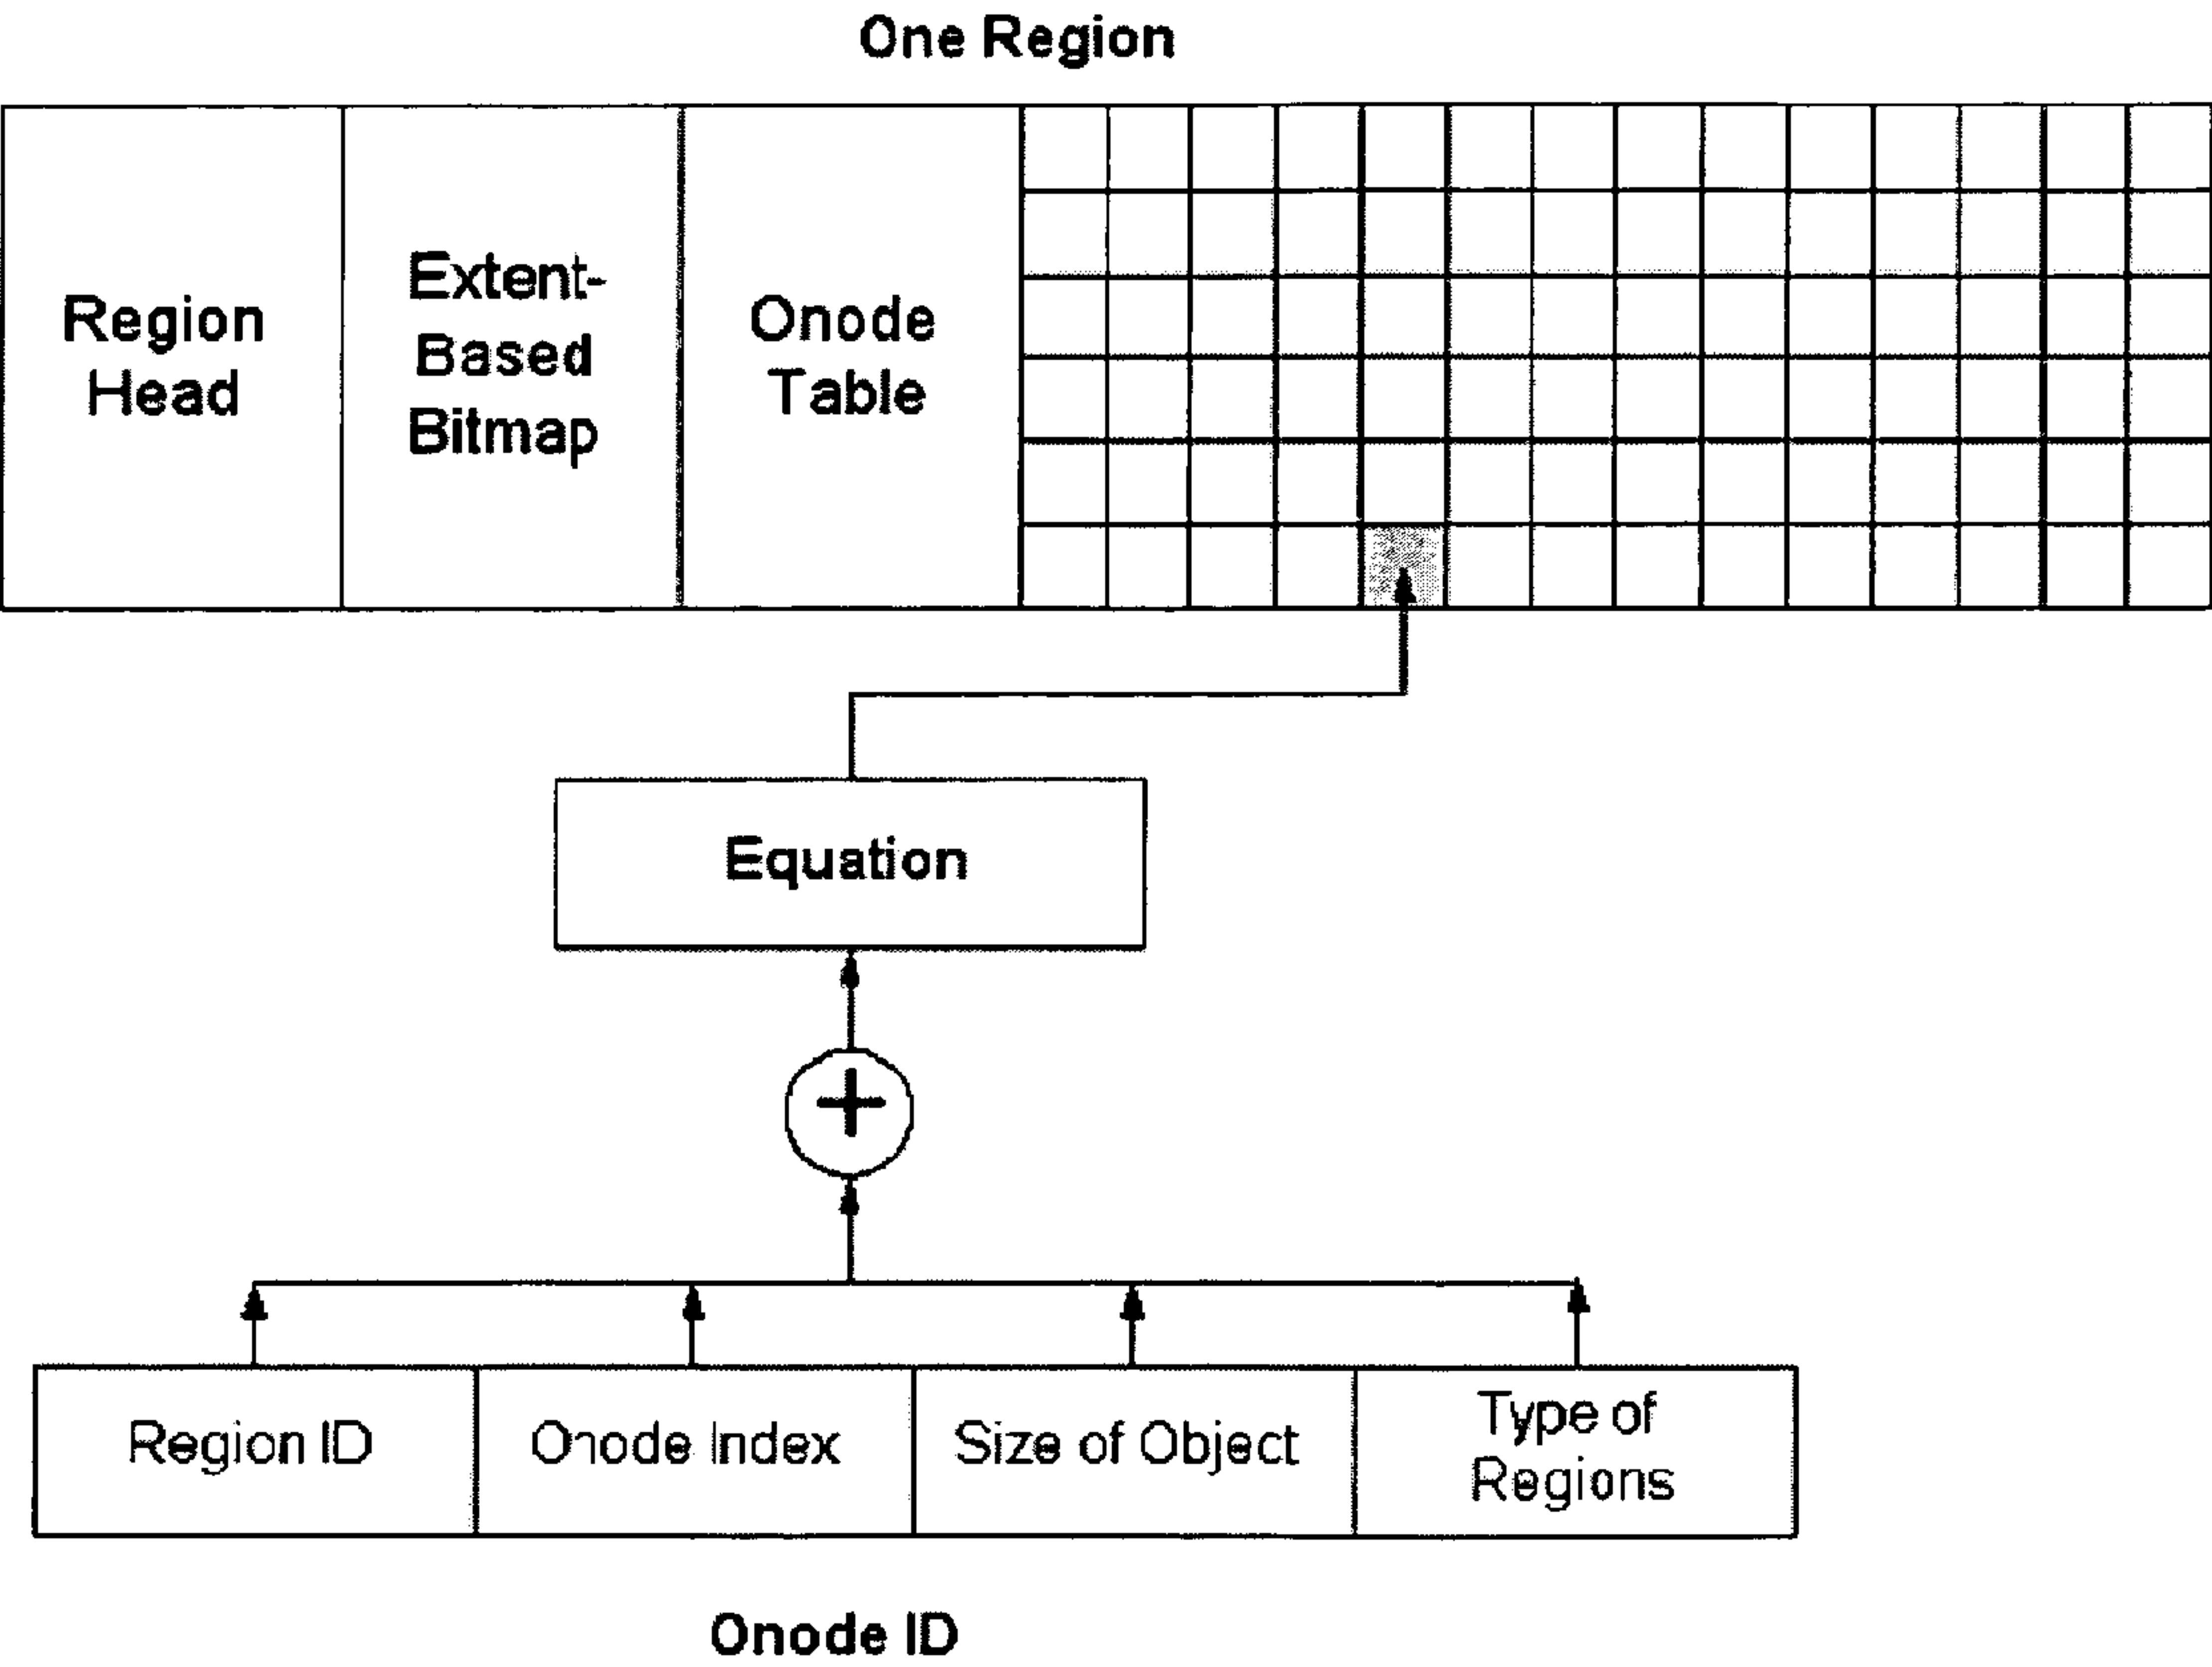 One Region
Region
Head
Extent-
Based
Bitmap
Onode
Table
Equation
+
Region ID
Onode Index
Size of Object
Type of
Regions
Onode ID